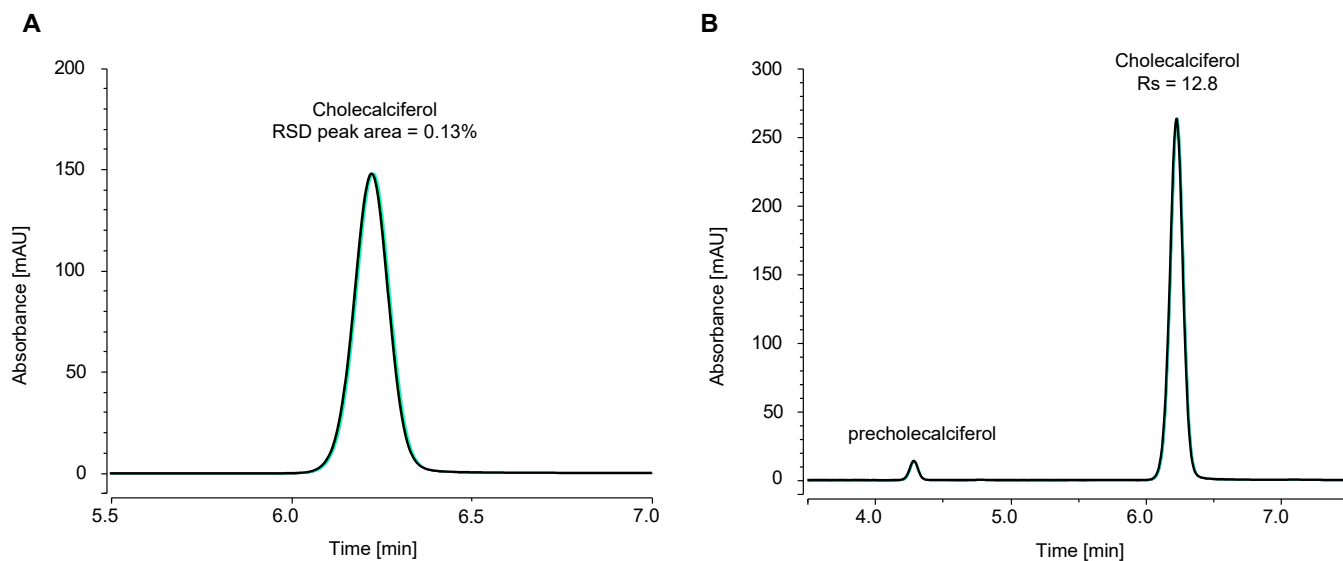 A
200
150
100
50
0
Absorbance [mAU]
Cholecalciferol
RSD peak area = 0.13%
5.5
6.0
6.5
7.0
Time [min]
B
300
250
200
150
100
50
0
Absorbance [mAU]
Cholecalciferol
Rs = 12.8
precholecalciferol
4.0
5.0
6.0
7.0
Time [min]